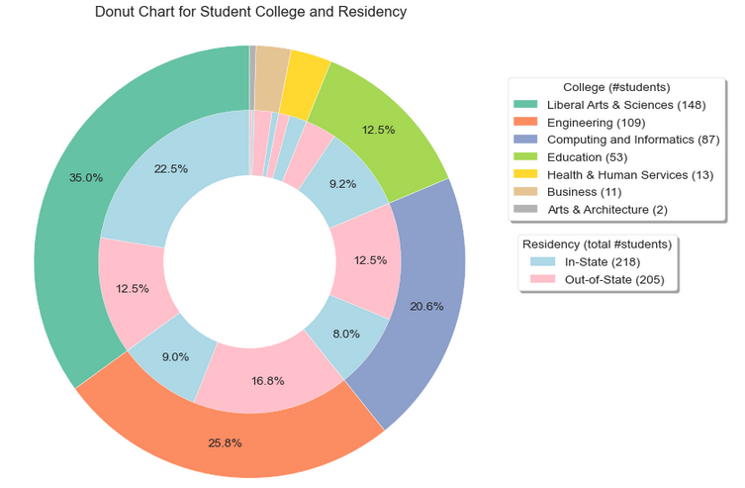 Donut Chart for Student College and Residency
College (#students)
Liberal Arts & Sciences (148)
Engineering (109)
Computing and Informatics (87)
Education (53)
Health & Human Services (13)
Business (11)
Arts & Architecture (2)
Residency (total #students)
In-State (218)
Out-of-State (205)
12.5%
22.5%
35.0%
9.2%
12.5%
12.5%
20.6%
8.0%
9.0%
16.8%
25.8%